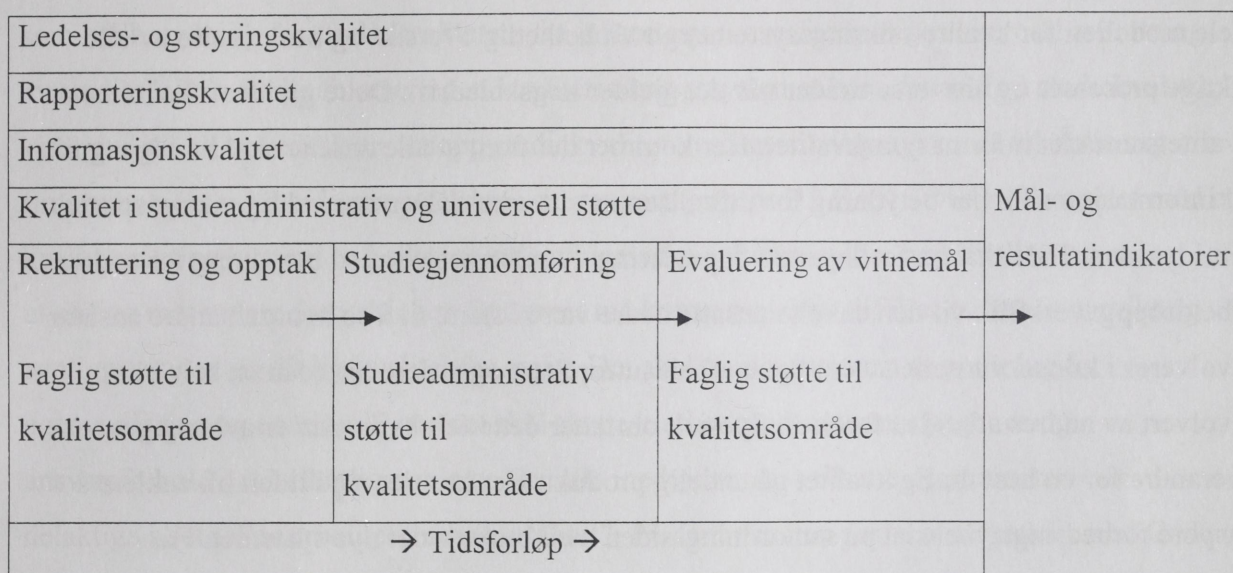 Ledelses- og styringskvalitet
Rapporteringskvalitet
Informasjonskvalitet
Kvalitet i studieadministrativ og universell støtte
Mål- og
resultatindikatorer
Rekruttering og opptak
Faglig støtte til
kvalitetsområde
Studiegjennomføring
Studieadministrativ
støtte til
kvalitetsområde
Evaluering av vitnemål
Faglig støtte til
kvalitetsområde
→ Tidsforløp →